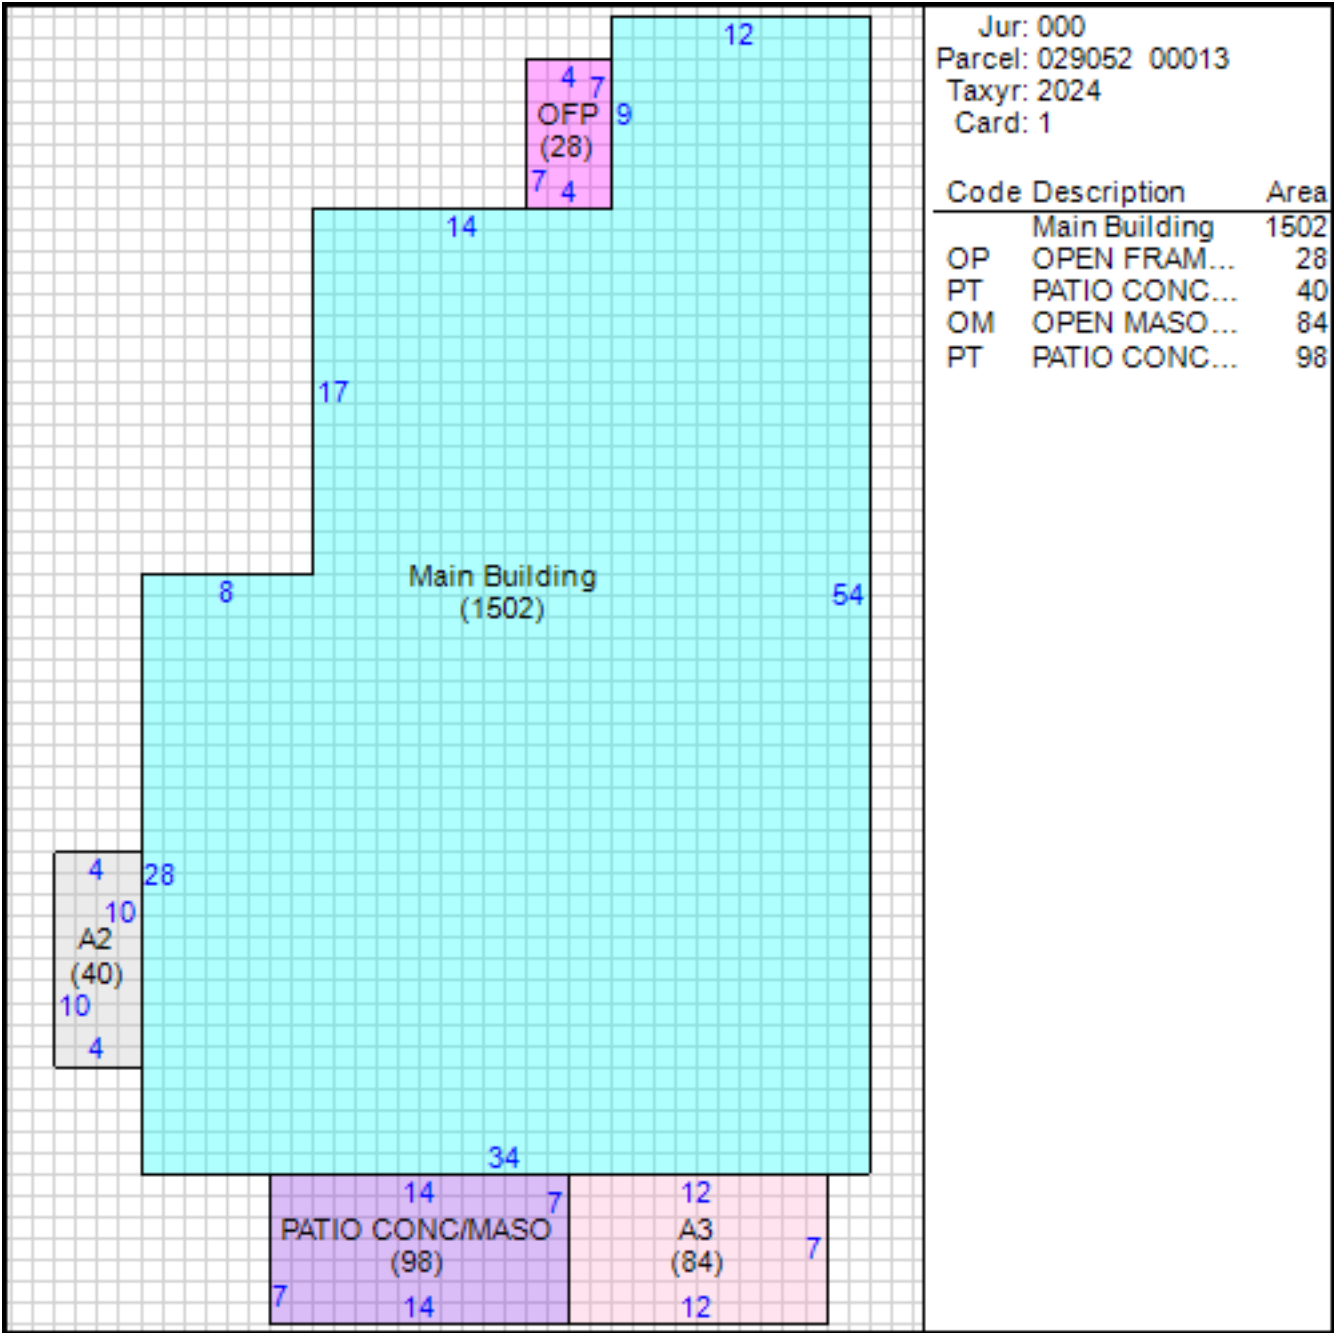 12
4 7
OFP
(28)
7 4
9
14
17
8
Main Building
(1502)
54
4
28
10
A2
(40)
10
4
34
14 7
PATIO CONC/MASO
(98)
7 14
12
A3
(84)
7
12
Jur: 000
Parcel: 029052 00013
Taxyr: 2024
Card: 1
Code Description Area
Main Building 1502
OP OPEN FRAM... 28
PT PATIO CONC... 40
OM OPEN MASO... 84
PT PATIO CONC... 98